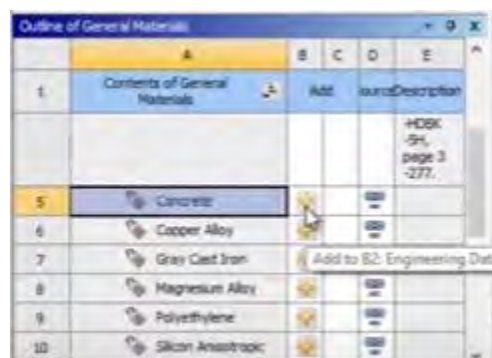 Outline of General Materials
A B C D E
1 Contents of General Materials Add ource Description
-HDBK
-5H,
page 3
-277.
5 Concrete
6 Copper Alloy
7 Gray Cast Iron
Add to B2: Engineering Dat
8 Magnesium Alloy
9 Polyethylene
10 Silicon Anisotropic